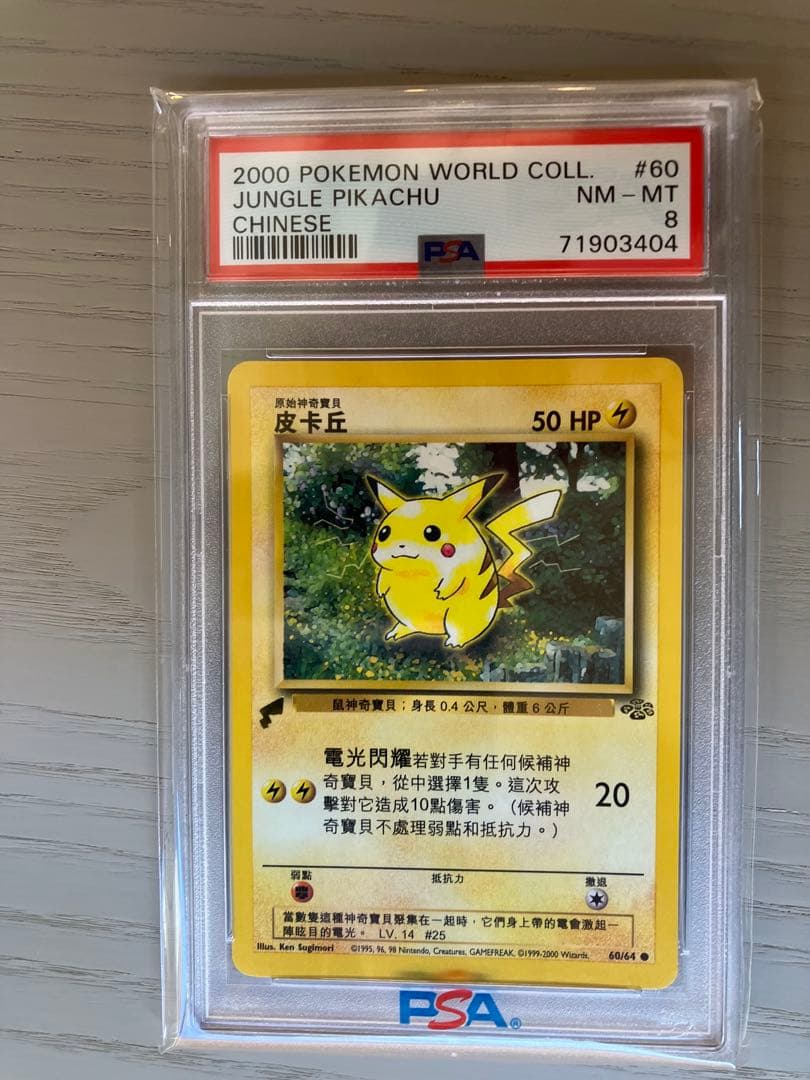 2000 POKEMON WORLD COLL. #60
JUNGLE PIKACHU NM - MT
CHINESE 8
PSA 71903404
原始神奇寶貝
皮卡丘 50 HP
鼠神奇寶貝；身長 0.4 公尺，體重 6 公斤
電光閃耀若對手有任何候補神
奇寶貝，從中選擇1隻。這次攻
擊對它造成10點傷害。（候補神
奇寶貝不處理弱點和抵抗力。）
20
弱點 抵抗力 撤退
當數隻這種神奇寶貝聚集在一起時，它們身上帶的電會激起一
陣眩目的電光。 LV. 14 #25
Illus. Ken Sugimori ©1995, 96, 98 Nintendo, Creatures, GAMEFREAK. ©1999-2000 Wizards. 60/64
PSA®